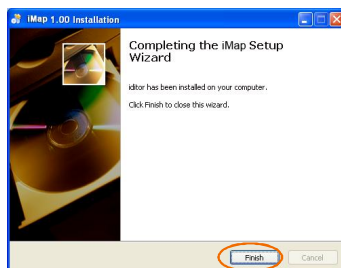 iMap 1.00 Installation
Completing the iMap Setup
Wizard
iditor has been installed on your computer.
Click Finish to close this wizard.
Finish
Cancel